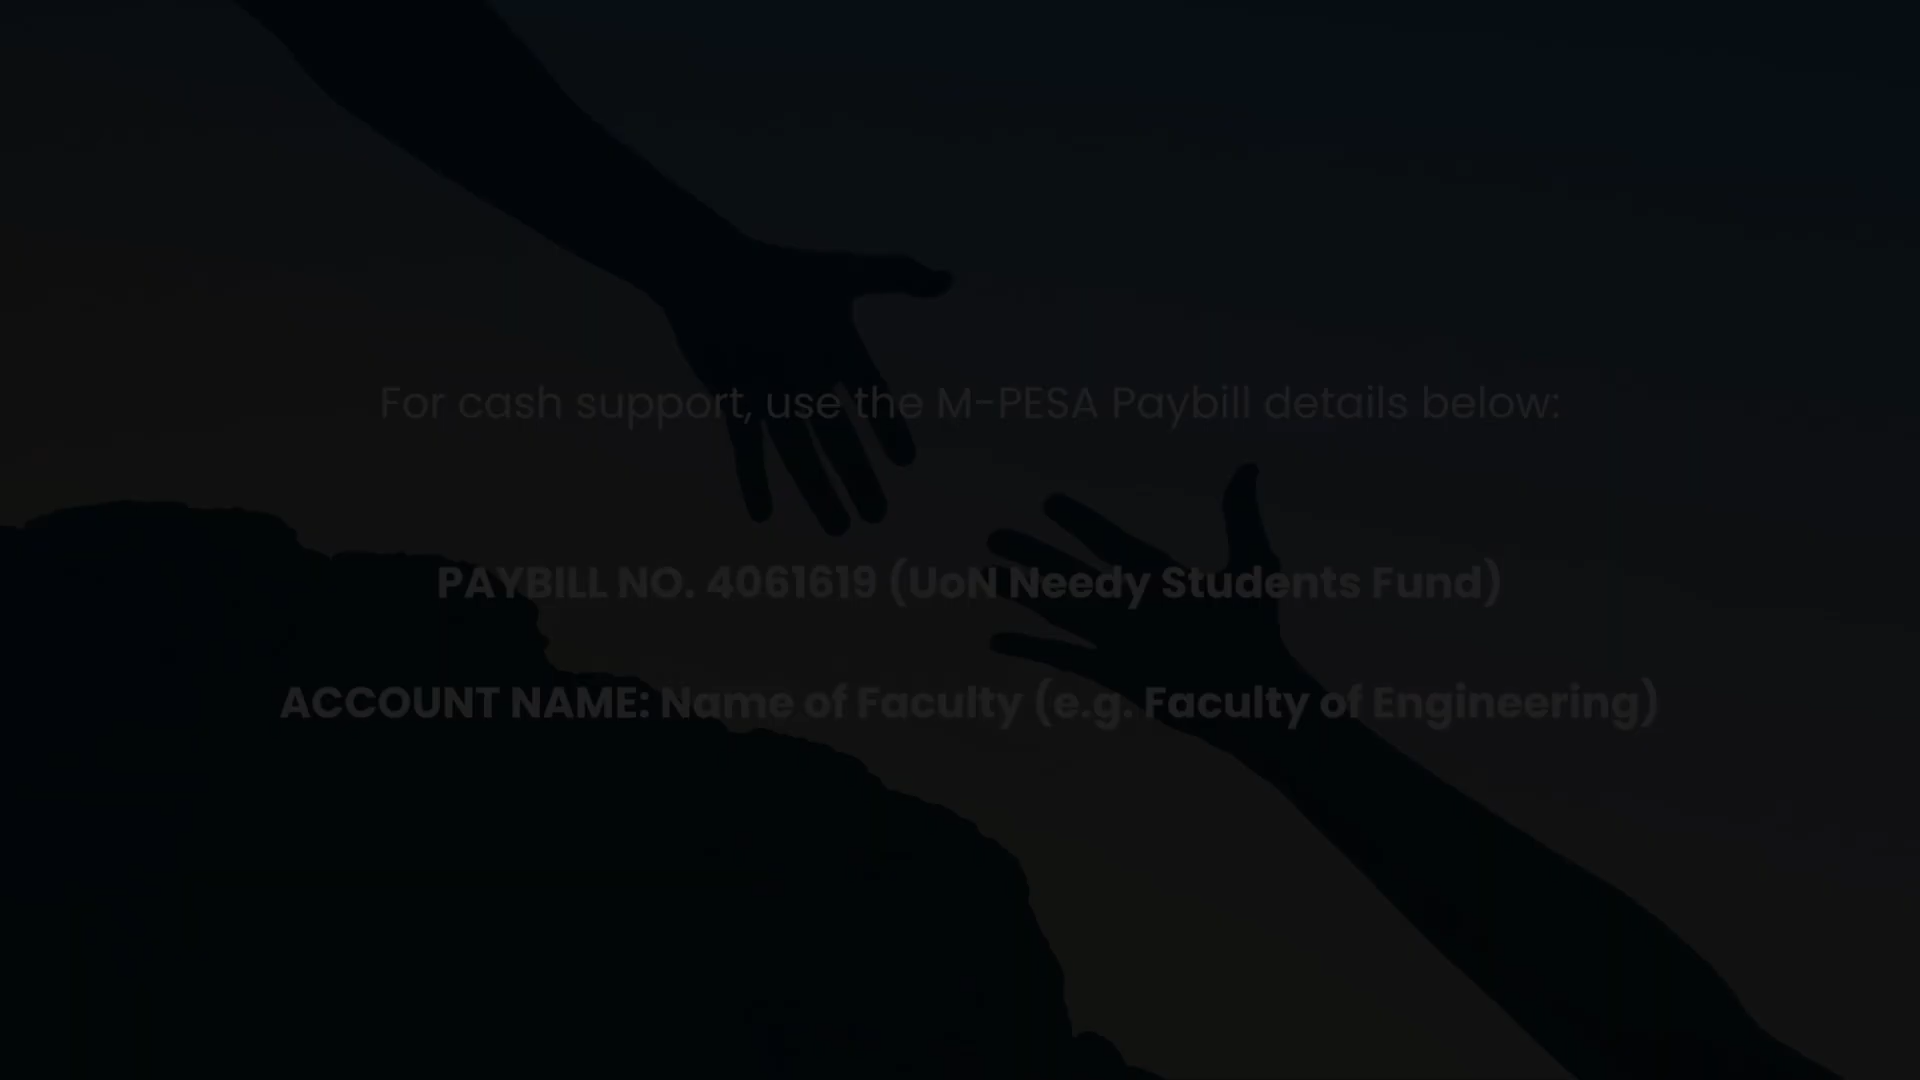 For cash support, use the M-PESA Paybill details below:
PAYBILL NO. 4061619 (UoN Needy Students Fund)
ACCOUNT NAME: Name of Faculty (e.g. Faculty of Engineering)